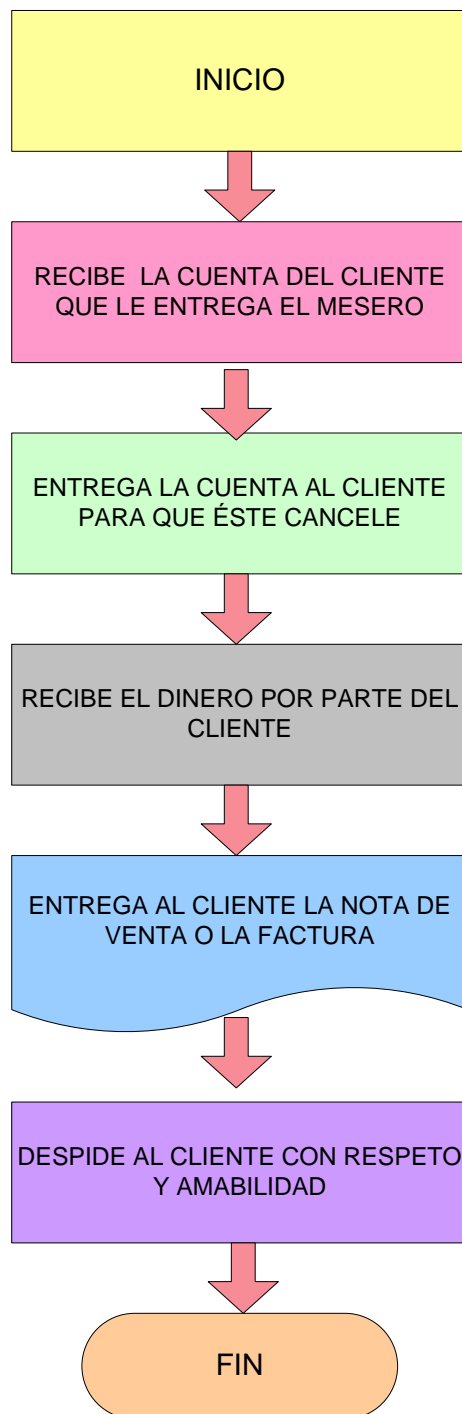 INICIO
RECIBE LA CUENTA DEL CLIENTE
QUE LE ENTREGA EL MESERO
ENTREGA LA CUENTA AL CLIENTE
PARA QUE ÉSTE CANCELE
RECIBE EL DINERO POR PARTE DEL
CLIENTE
ENTREGA AL CLIENTE LA NOTA DE
VENTA O LA FACTURA
DESPIDE AL CLIENTE CON RESPETO
Y AMABILIDAD
FIN